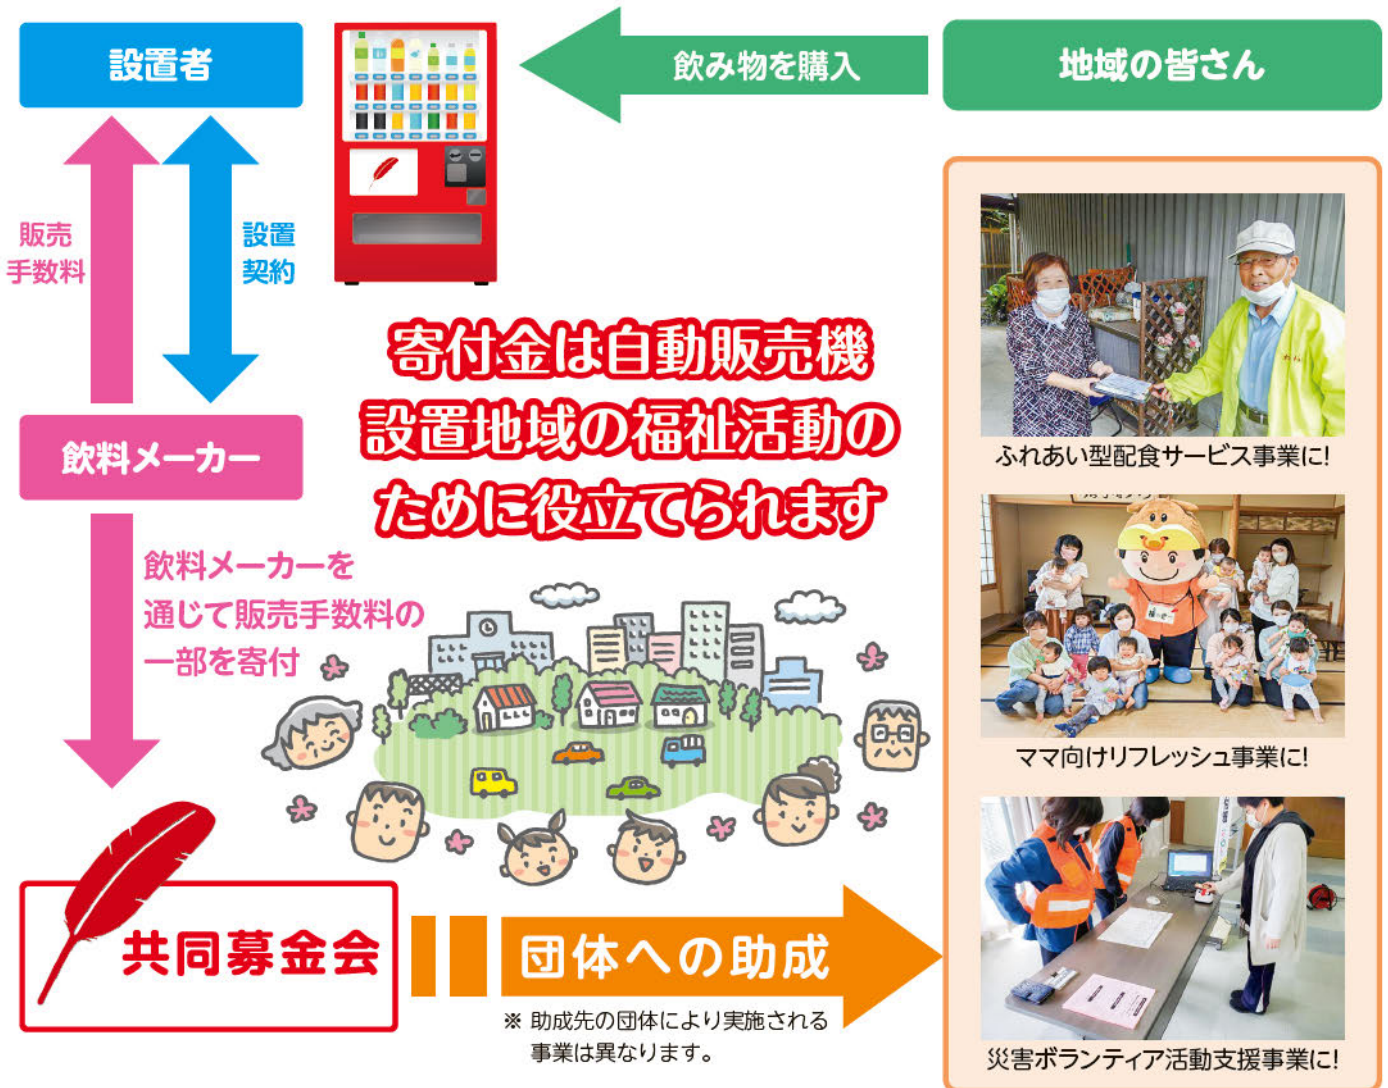 設置者
飲み物を購入
地域の皆さん
販売
手数料
設置
契約
寄付金は自動販売機
設置地域の福祉活動の
ために役立てられます
飲料メーカー
飲料メーカーを
通じて販売手数料の
一部を寄付
共同募金会
団体への助成
※ 助成先の団体により実施される
事業は異なります。
ふれあい型配食サービス事業に!
ママ向けリフレッシュ事業に!
災害ボランティア活動支援事業に!